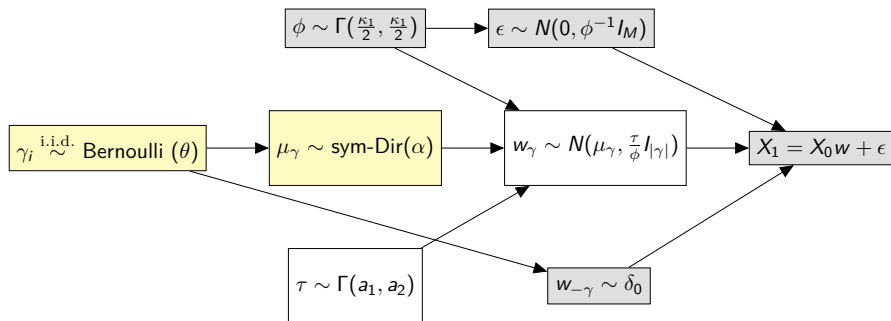 ϕ ∼ Γ(κ₁/2, κ₁/2)
ϵ ∼ N(0, ϕ⁻¹I_M)
γᵢ i.i.d. ∼ Bernoulli (θ)
μ_γ ∼ sym-Dir(α)
w_γ ∼ N(μ_γ, τ/ϕ I_|γ|)
X₁ = X₀w + ϵ
τ ∼ Γ(a₁, a₂)
w_−γ ∼ δ₀